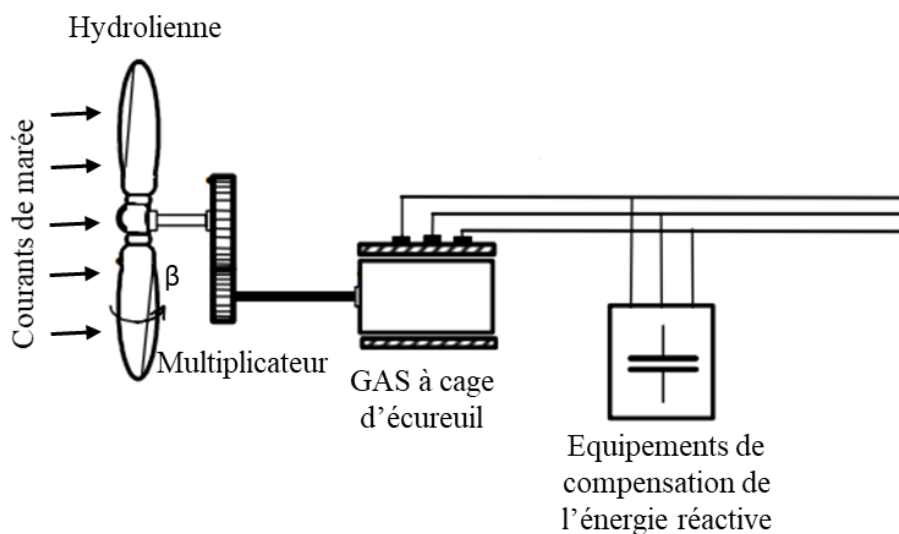 Hydrolienne
Courants de marée
β
Multiplicateur
GAS à cage
d’écureuil
Equipements de
compensation de
l’énergie réactive